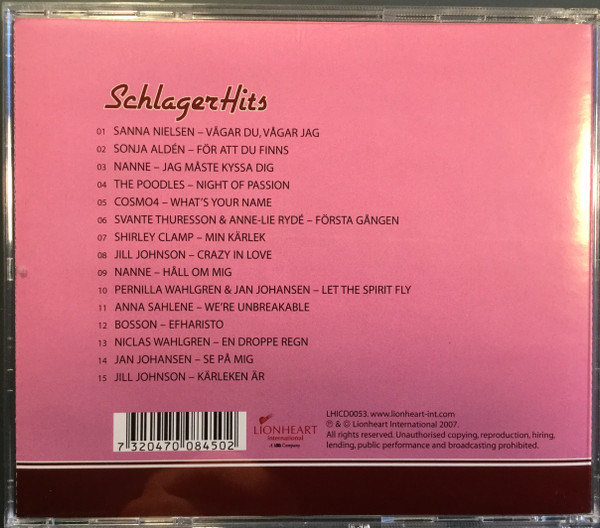 SchlagerHits
01 SANNA NIELSEN – VÅGAR DU, VÅGAR JAG
02 SONJA ALDÉN – FÖR ATT DU FINNS
03 NANNE – JAG MÅSTE KYSSA DIG
04 THE POODLES – NIGHT OF PASSION
05 COSMO4 – WHAT'S YOUR NAME
06 SVANTE THURESSON & ANNE-LIE RYDÉ – FÖRSTA GÅNGEN
07 SHIRLEY CLAMP – MIN KÄRLEK
08 JILL JOHNSON – CRAZY IN LOVE
09 NANNE – HÅLL OM MIG
10 PERNILLA WAHLGREN & JAN JOHANSEN – LET THE SPIRIT FLY
11 ANNA SAHLENE – WE'RE UNBREAKABLE
12 BOSSON – EFHARISTO
13 NICLAS WAHLGREN – EN DROPPE REGN
14 JAN JOHANSEN – SE PÅ MIG
15 JILL JOHNSON – KÄRLEKEN ÄR
7 320470 084502
LIONHEART
International
A Company
LHICD0053. www.lionheart-int.com
℗ & © Lionheart International 2007.
All rights reserved. Unauthorised copying, reproduction, hiring,
lending, public performance and broadcasting prohibited.